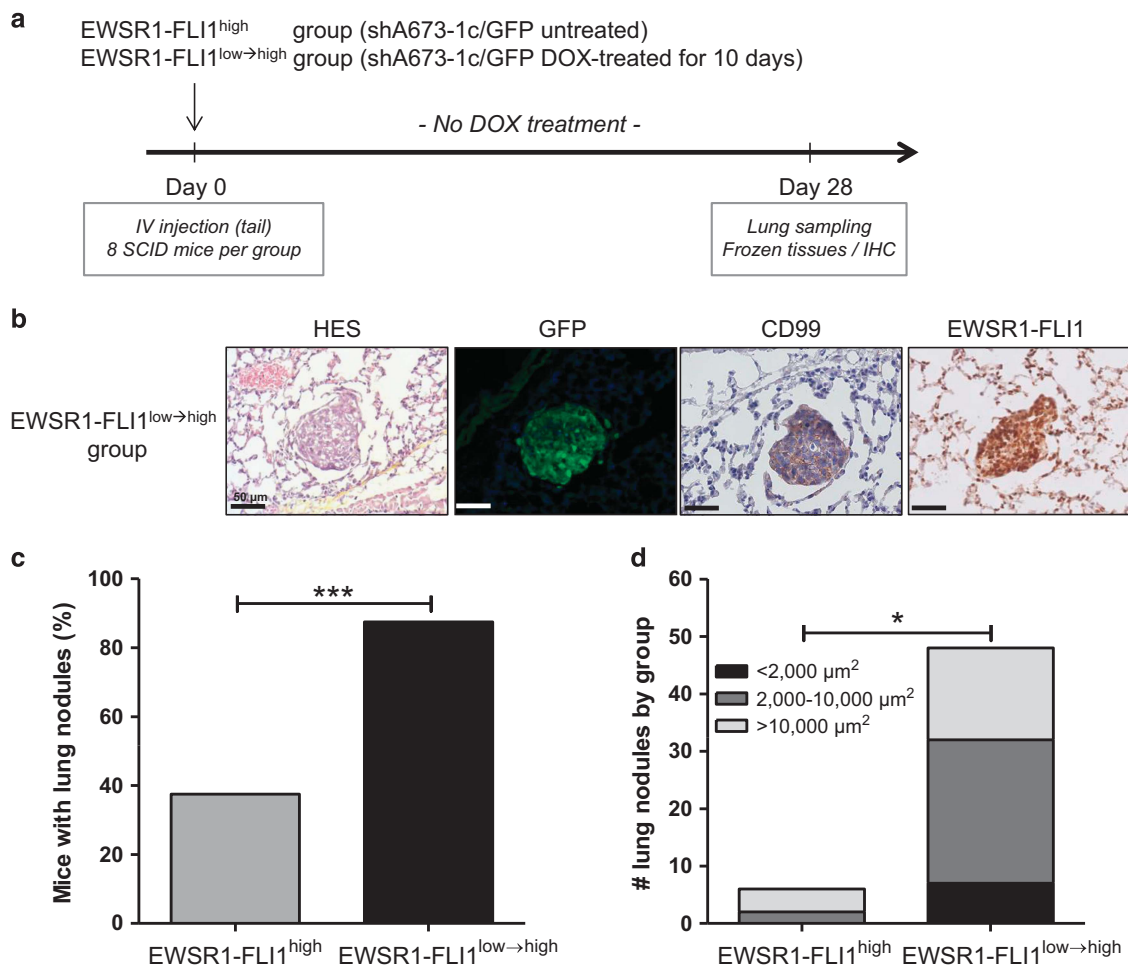 a
EWSR1-FLI1high group (shA673-1c/GFP untreated)
EWSR1-FLI1low→high group (shA673-1c/GFP DOX-treated for 10 days)
- No DOX treatment -
Day 0
Day 28
IV injection (tail)
8 SCID mice per group
Lung sampling
Frozen tissues / IHC
b
HES
GFP
CD99
EWSR1-FLI1
EWSR1-FLI1low→high
group
50 µm
c
Mice with lung nodules (%)
100
80
60
40
20
0
***
EWSR1-FLI1high
EWSR1-FLI1low→high
d
# lung nodules by group
60
50
40
30
20
10
0
*
<2,000 µm²
2,000-10,000 µm²
>10,000 µm²
EWSR1-FLI1high
EWSR1-FLI1low→high